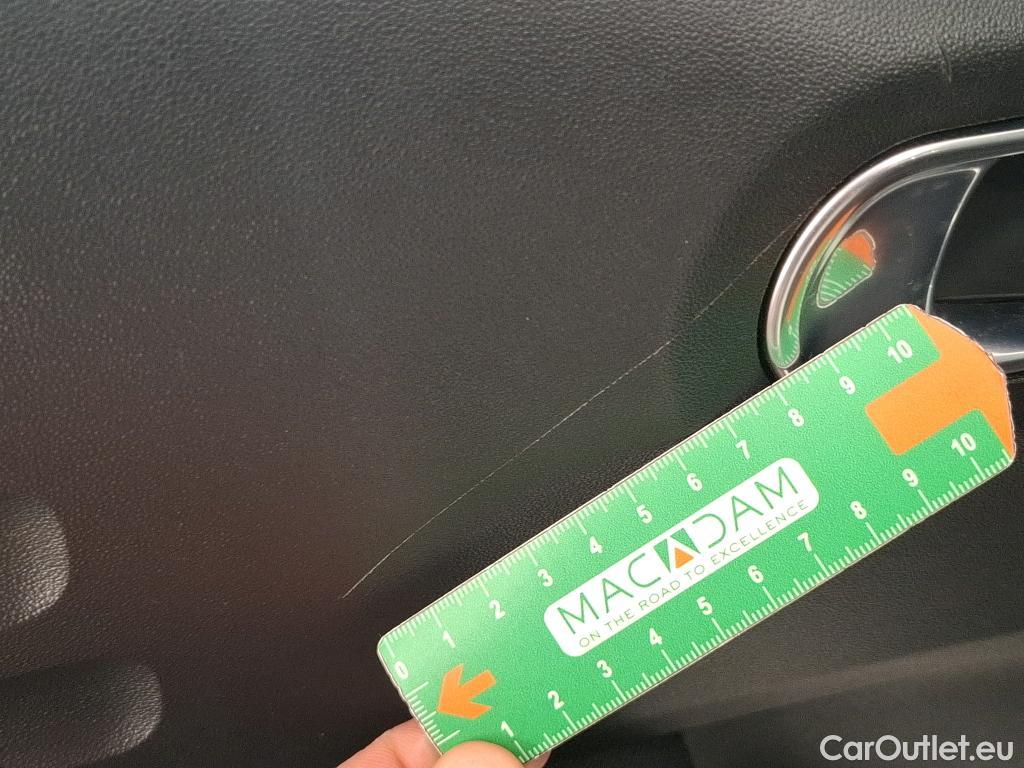 0 1 2 3 4 5 6 7 8 9 10
MACADAM
ON THE ROAD TO EXCELLENCE
1 2 3 4 5 6 7 8 9 10
CarOutlet.eu